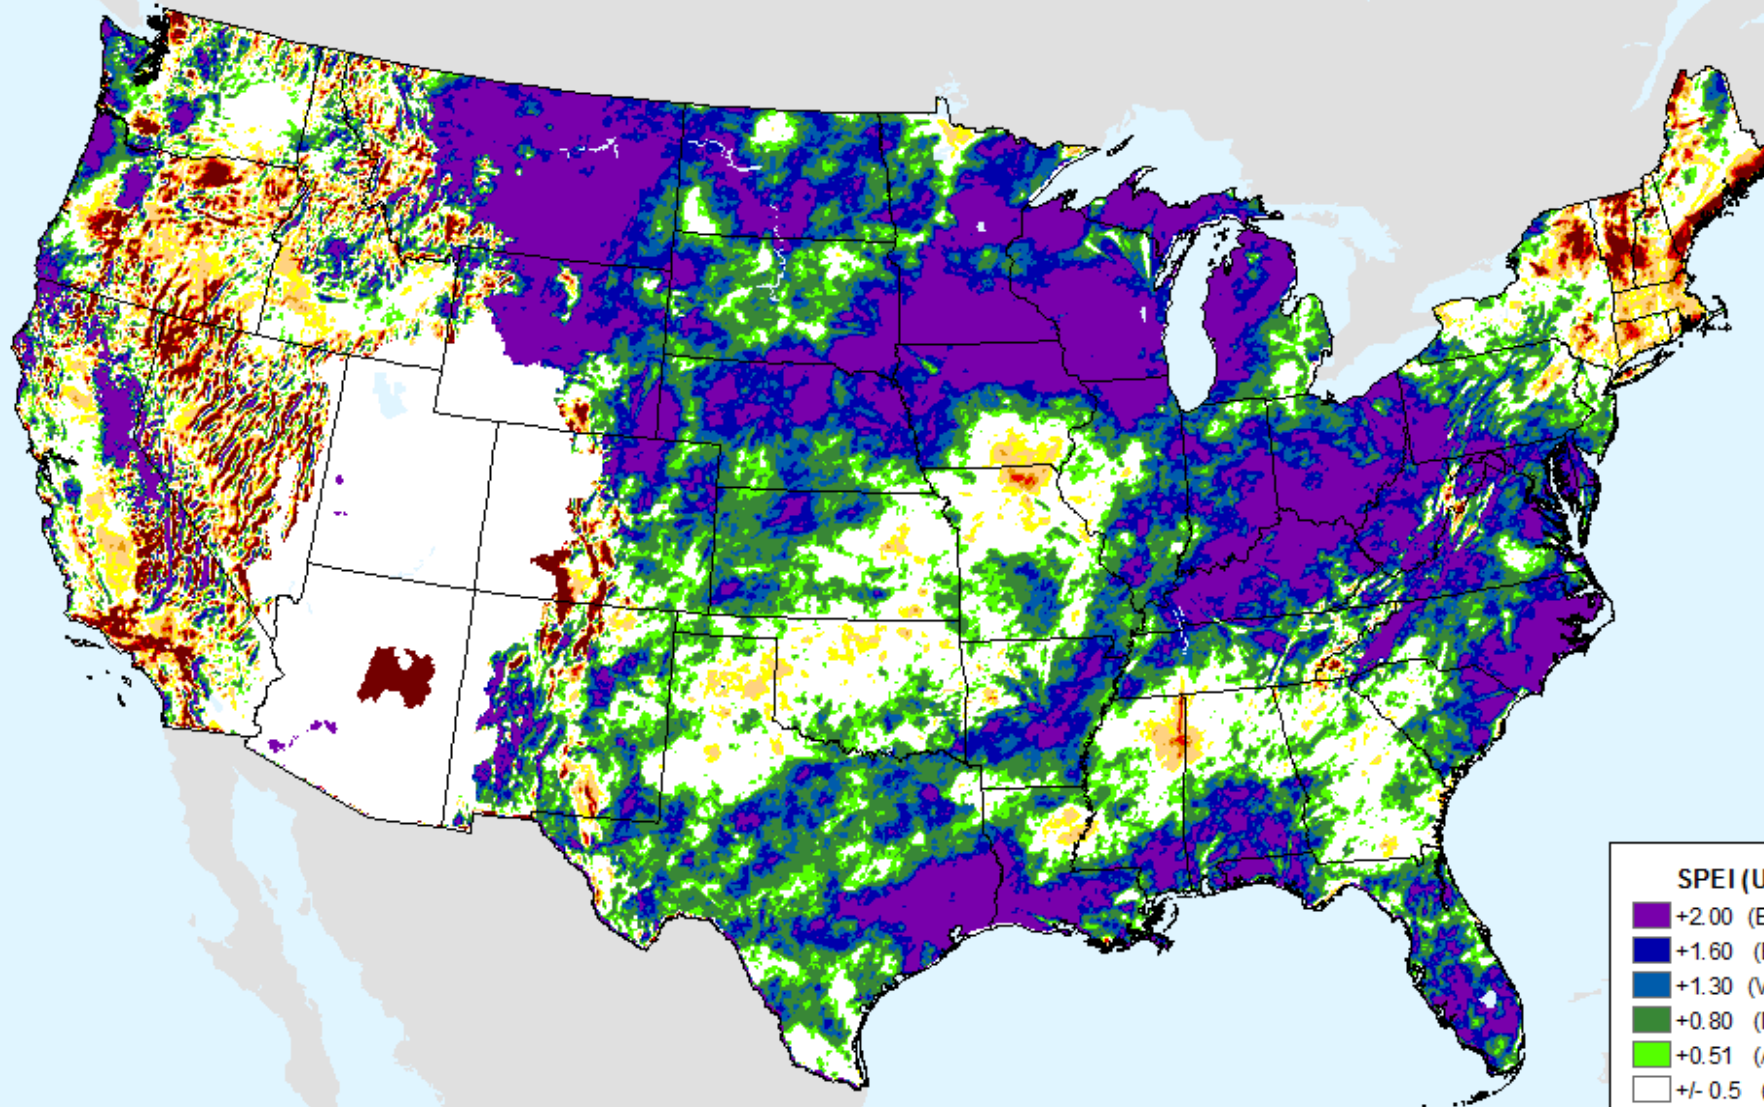 SPEI (U
+2.00 (E
+1.60 (
+1.30 (V
+0.80 (
+0.51 (
+/- 0.5 (